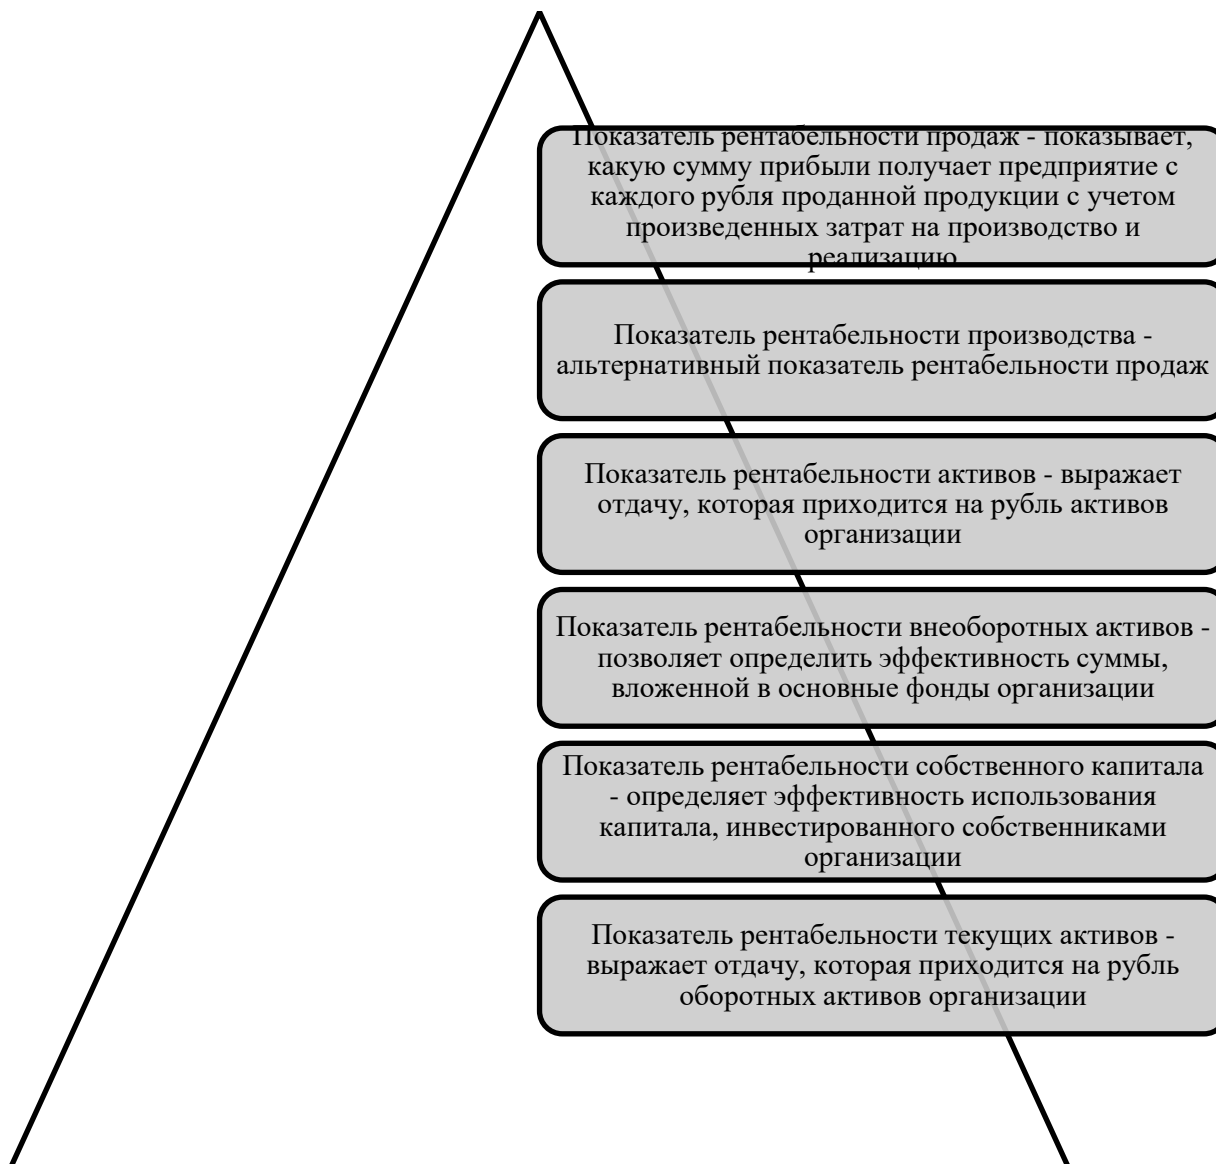 Показатель рентабельности продаж - показывает,
какую сумму прибыли получает предприятие с
каждого рубля проданной продукции с учетом
произведенных затрат на производство и
реализацию
Показатель рентабельности производства -
альтернативный показатель рентабельности продаж
Показатель рентабельности активов - выражает
отдачу, которая приходится на рубль активов
организации
Показатель рентабельности внеоборотных активов -
позволяет определить эффективность суммы,
вложенной в основные фонды организации
Показатель рентабельности собственного капитала
- определяет эффективность использования
капитала, инвестированного собственниками
организации
Показатель рентабельности текущих активов -
выражает отдачу, которая приходится на рубль
оборотных активов организации